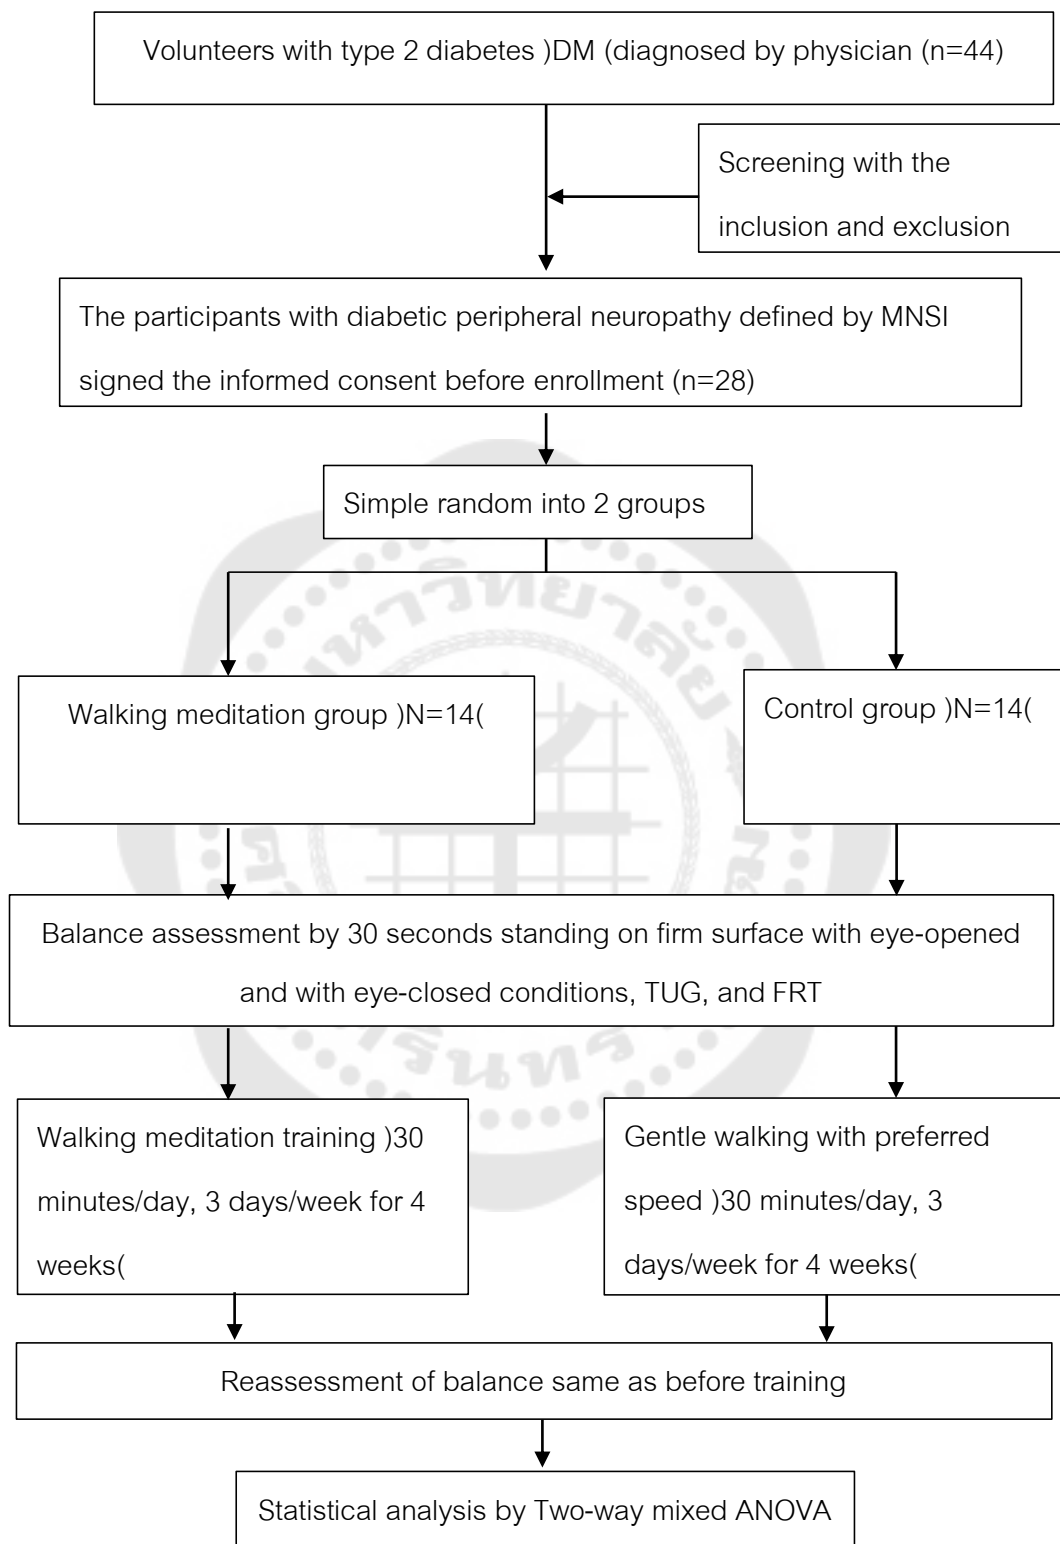 Volunteers with type 2 diabetes )DM (diagnosed by physician (n=44)
Screening with the
inclusion and exclusion
The participants with diabetic peripheral neuropathy defined by MNSI
signed the informed consent before enrollment (n=28)
Simple random into 2 groups
Walking meditation group )N=14(
Control group )N=14(
Balance assessment by 30 seconds standing on firm surface with eye-opened
and with eye-closed conditions, TUG, and FRT
Walking meditation training )30
minutes/day, 3 days/week for 4
weeks(
Gentle walking with preferred
speed )30 minutes/day, 3
days/week for 4 weeks(
Reassessment of balance same as before training
Statistical analysis by Two-way mixed ANOVA